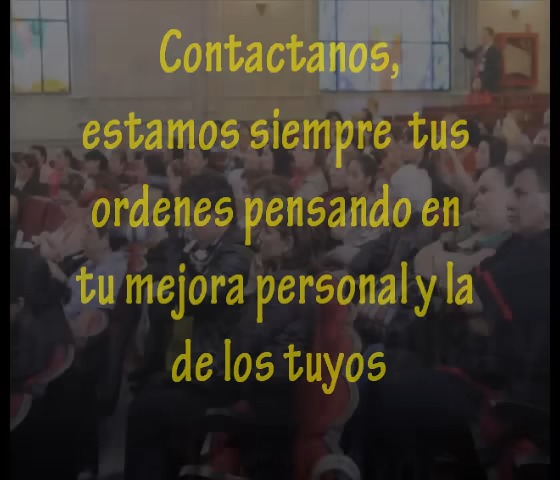 Contactanos,
estamos siempre tus
ordenes pensando en
tu mejora personal y la
de los tuyos